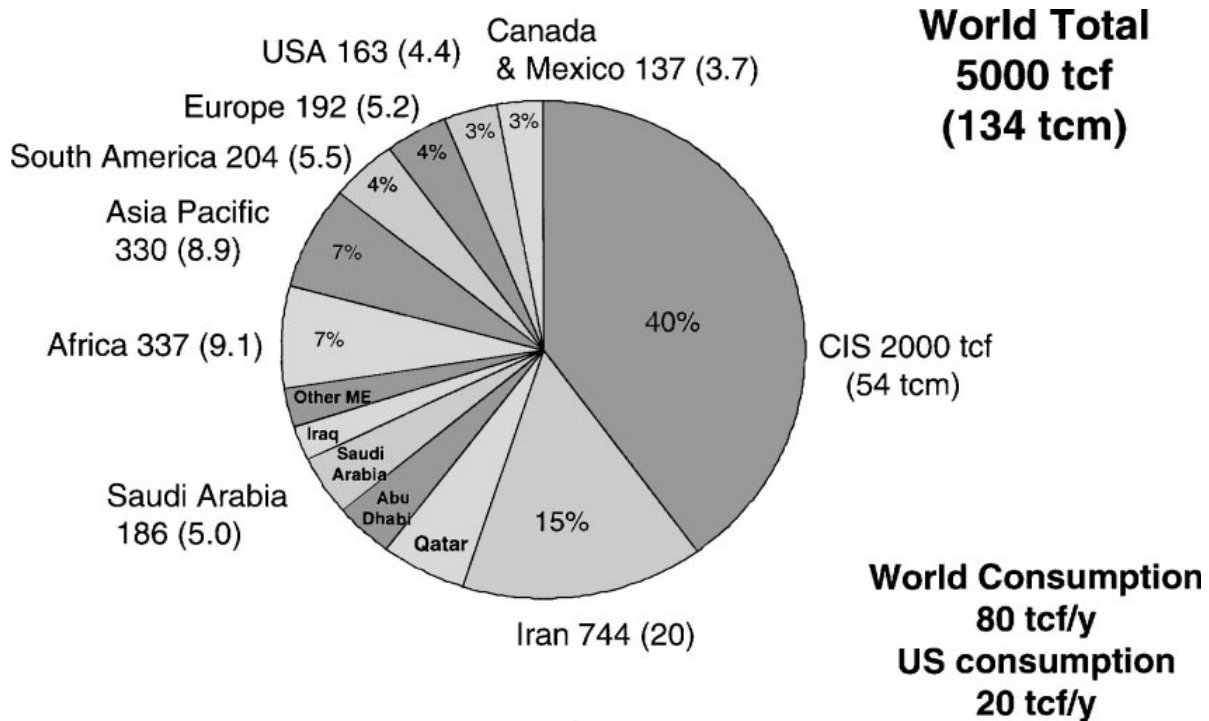 World Total
5000 tcf
(134 tcm)
Canada
& Mexico 137 (3.7)
USA 163 (4.4)
Europe 192 (5.2)
South America 204 (5.5)
Asia Pacific
330 (8.9)
Africa 337 (9.1)
Saudi Arabia
186 (5.0)
Iran 744 (20)
CIS 2000 tcf
(54 tcm)
3%
3%
4%
4%
7%
7%
Other ME
Iraq
Saudi
Arabia
Abu
Dhabi
Qatar
15%
40%
World Consumption
80 tcf/y
US consumption
20 tcf/y